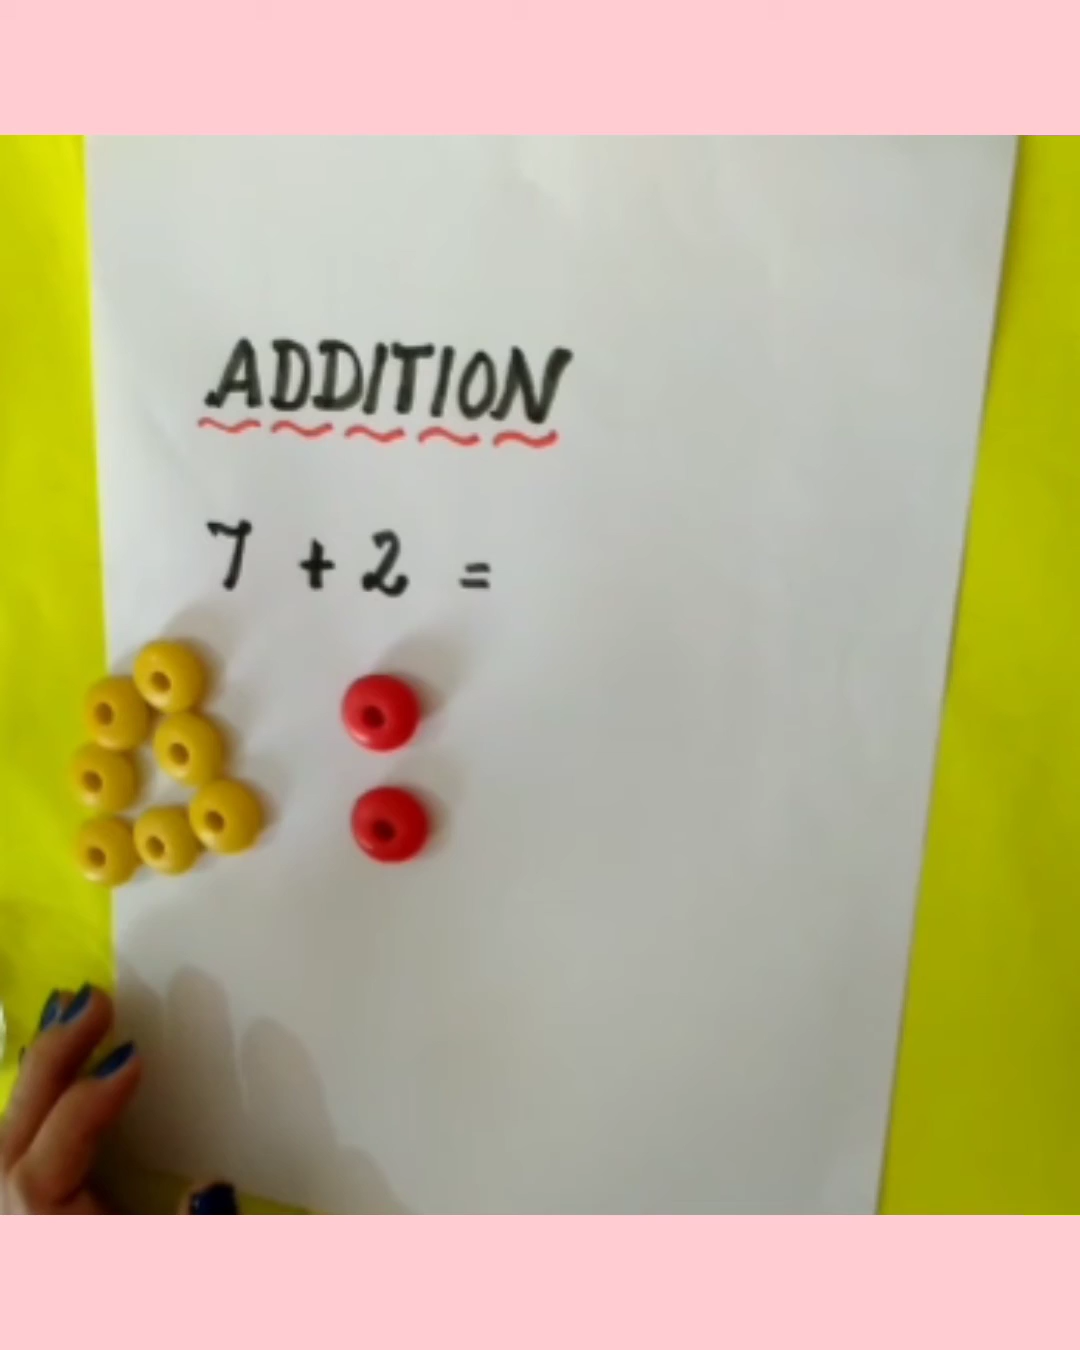 ADDITION
7 + 2 =